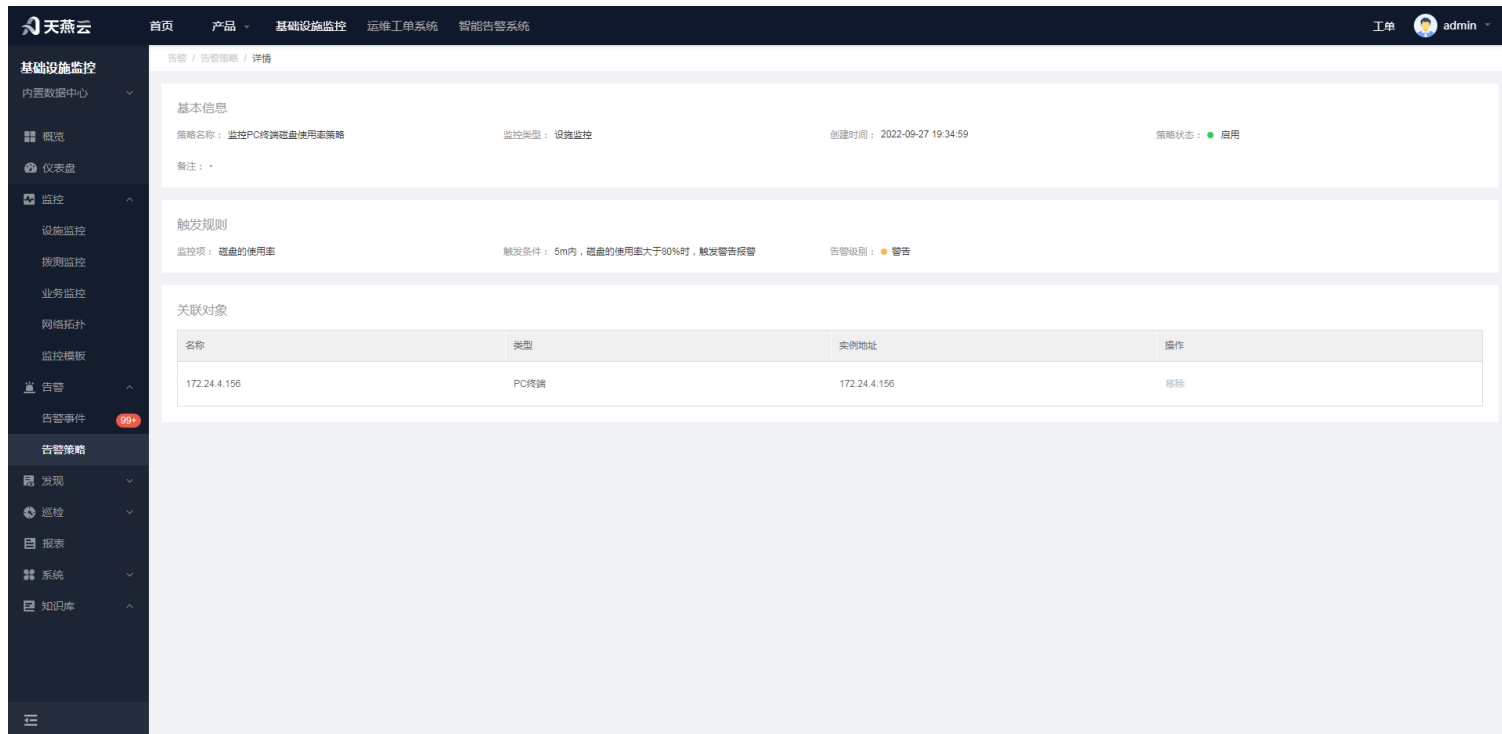 天燕云 首页 产品 基础设施监控 运维工单系统 智能告警系统 工单 admin
基础设施监控
内置数据中心
概览
仪表盘
监控
设施监控
拨测监控
业务监控
网络拓扑
监控模板
告警
告警事件 99+
告警策略
发现
巡检
报表
系统
知识库
告警 / 告警策略 / 详情
基本信息
策略名称： 监控PC终端磁盘使用率策略 监控类型： 设施监控 创建时间： 2022-09-27 19:34:59 策略状态： 启用
备注： -
触发规则
监控项： 磁盘的使用率 触发条件： 5m内，磁盘的使用率大于80%时，触发警告报警 告警级别： 警告
关联对象
名称 类型 实例地址 操作
172.24.4.156 PC终端 172.24.4.156 移除